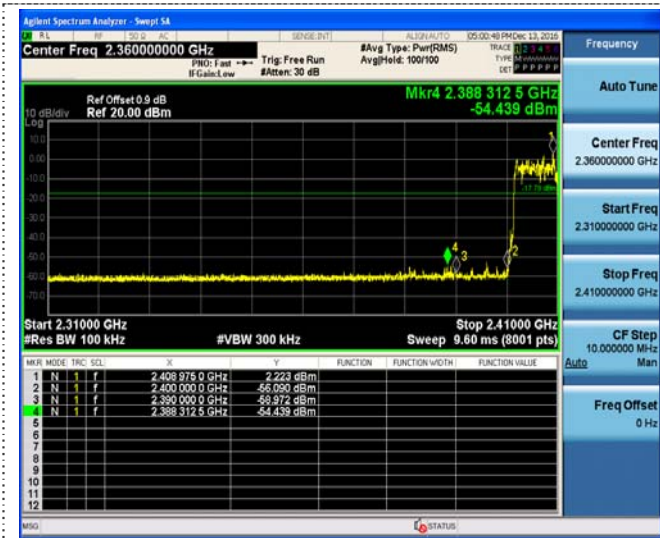 Agilent Spectrum Analyzer - Swept SA
RL RF 50 Ω AC SENSE:INT ALIGNAUTO 05:00:48 PM Dec 13, 2016
Center Freq 2.360000000 GHz
PNO: Fast
IFGain:Low
Trig: Free Run
#Atten: 30 dB
#Avg Type: Pwr(RMS)
Avg|Hold: 100/100
TRACE 1 2 3 4 5 6
TYPE
DET P P P P P P
Ref Offset 0.9 dB
10 dB/div Ref 20.00 dBm
Mkr4 2.388 312 5 GHz
-54.439 dBm
Log
10.0
0.00
-10.0
-20.0
-30.0
-40.0
-50.0
-60.0
-70.0
1
2
3
4
Start 2.31000 GHz Stop 2.41000 GHz
#Res BW 100 kHz #VBW 300 kHz Sweep 9.60 ms (8001 pts)
MKR MODE TRC SCL X Y FUNCTION FUNCTION WIDTH FUNCTION VALUE
1 N 1 f 2.408 975 0 GHz 2.223 dBm
2 N 1 f 2.400 000 0 GHz -56.090 dBm
3 N 1 f 2.390 000 0 GHz -58.972 dBm
4 N 1 f 2.388 312 5 GHz -54.439 dBm
5
6
7
8
9
10
11
12
MSG STATUS
Frequency
Auto Tune
Center Freq
2.360000000 GHz
Start Freq
2.310000000 GHz
Stop Freq
2.410000000 GHz
CF Step
10.000000 MHz
Auto Man
Freq Offset
0 Hz